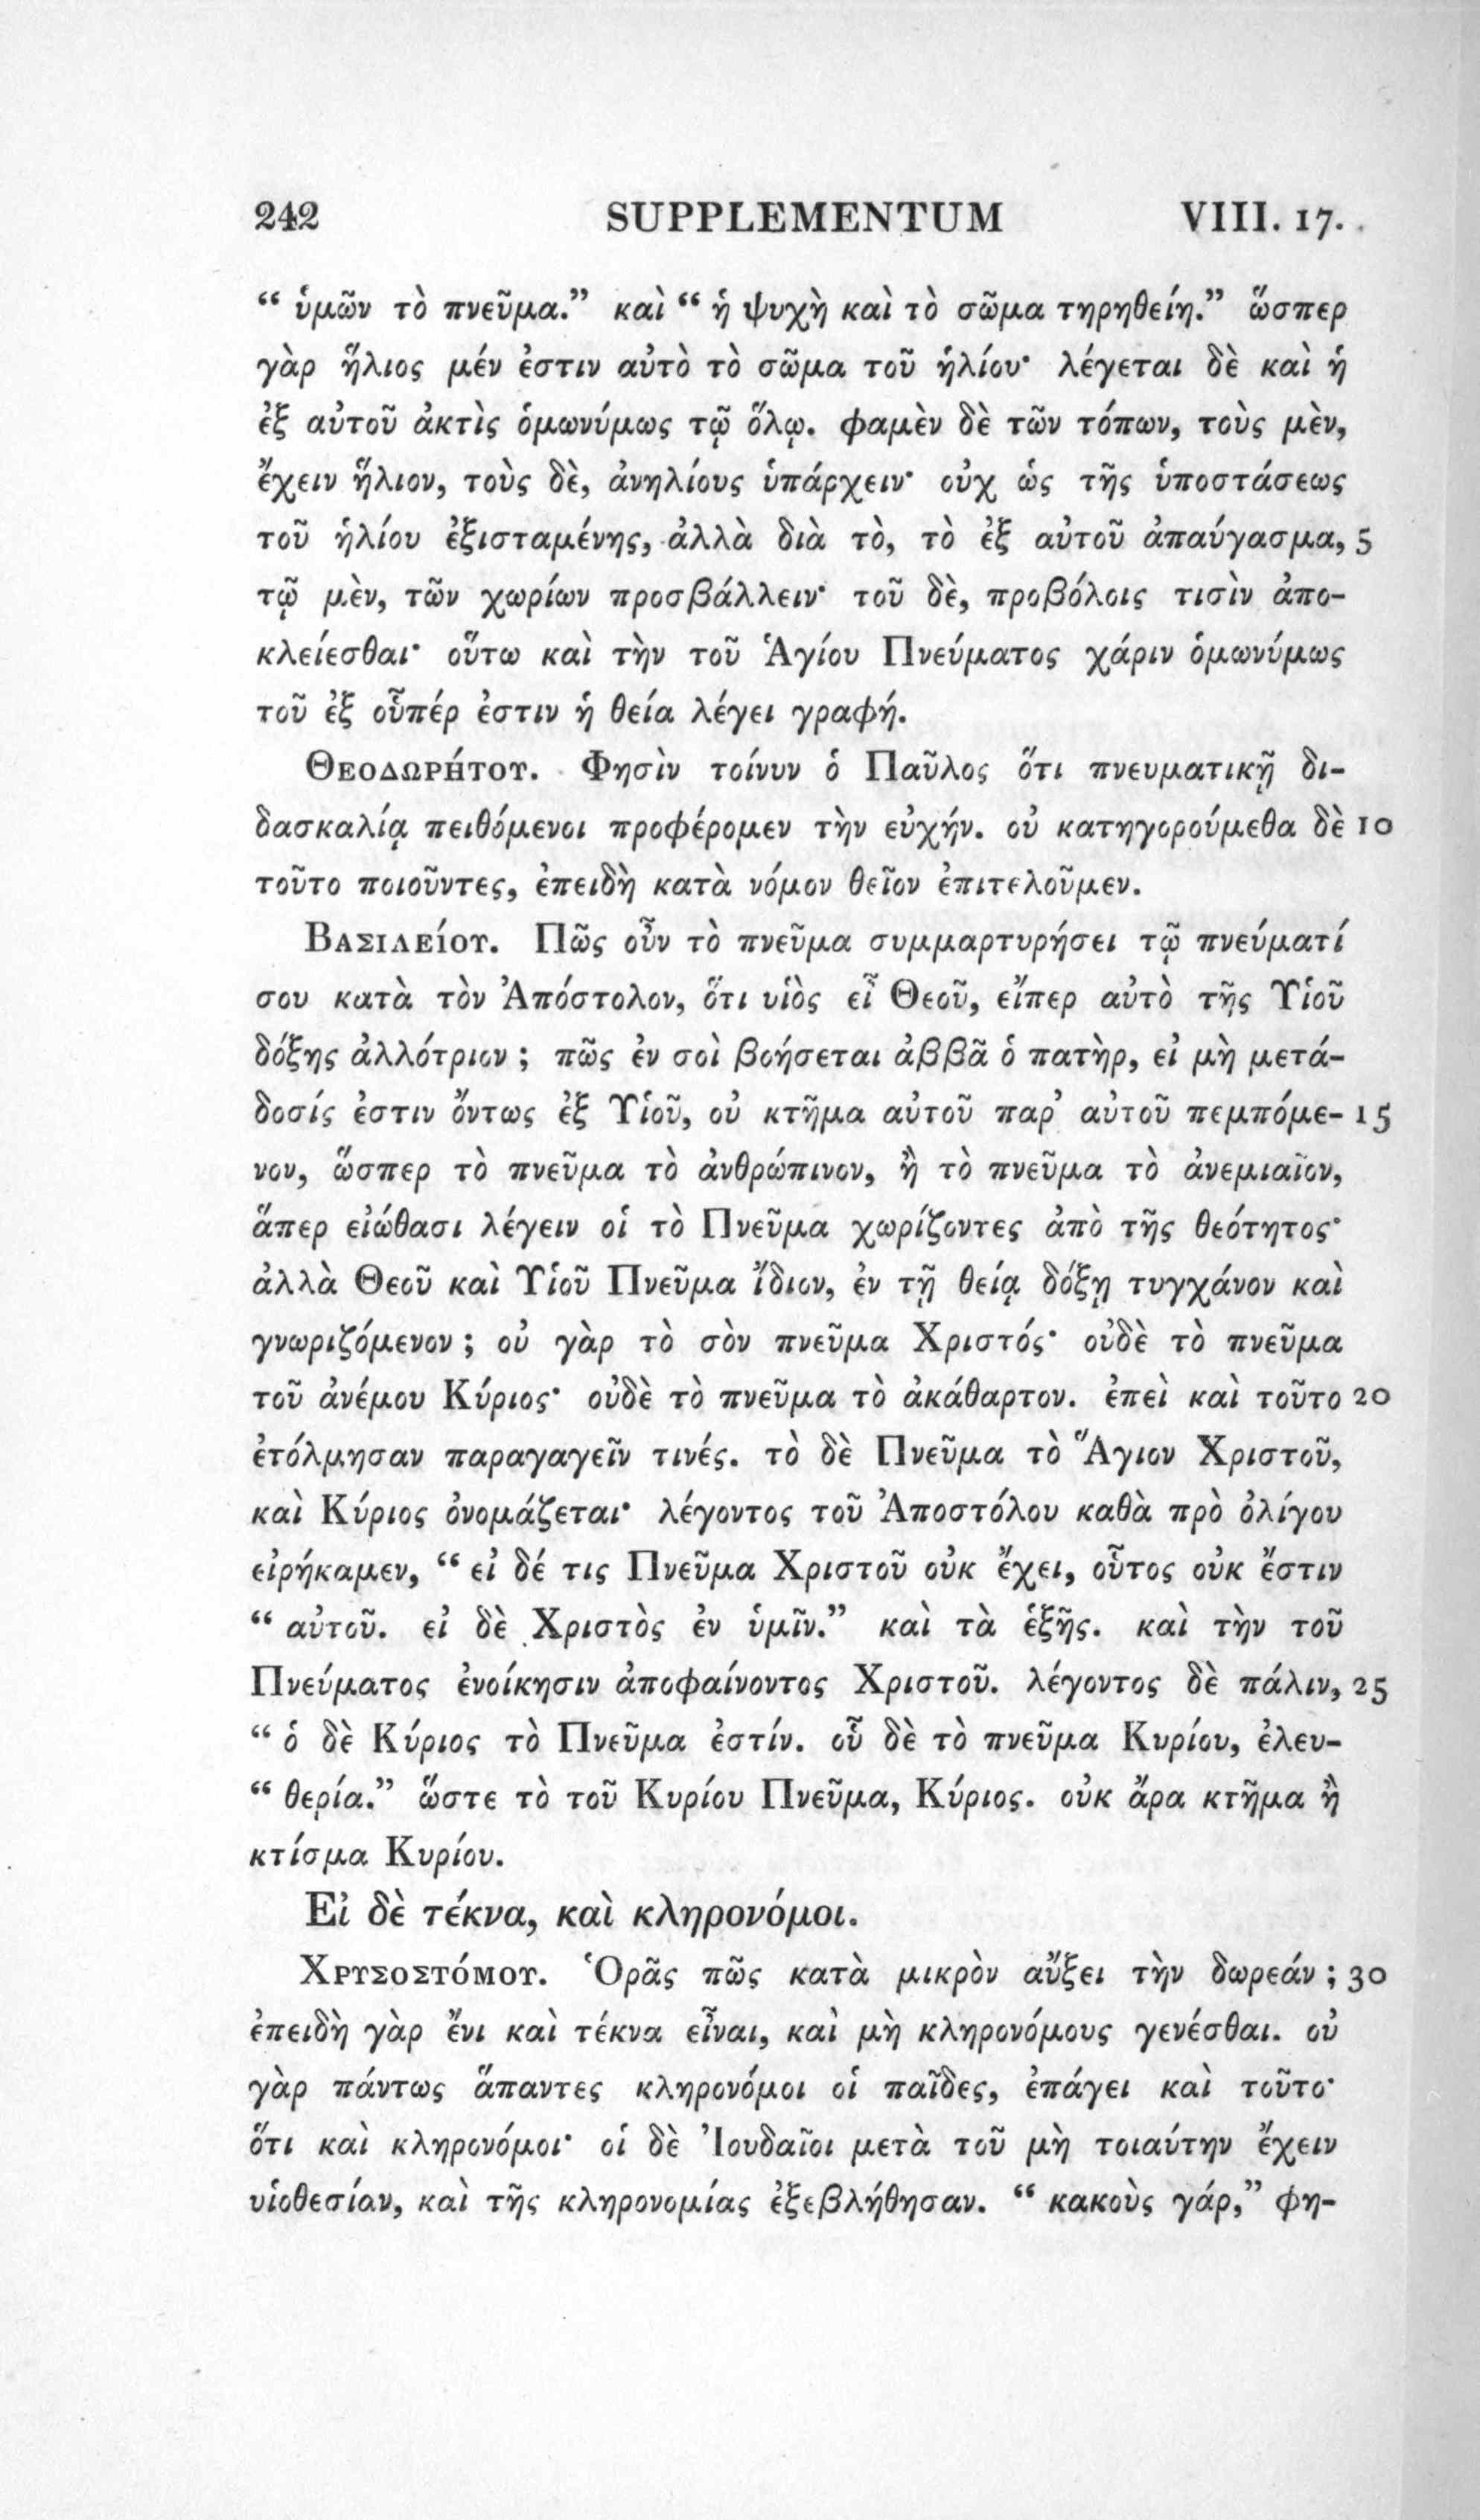 242 SUPPLEMENTUM VIII. 17.
“ ὑμῶν τὸ πνεῦμα.” καὶ “ ἡ ψυχὴ καὶ τὸ σῶμα τηρηθείη.” ὥσπερ
γὰρ ἥλιος μέν ἐστιν αὐτὸ τὸ σῶμα τοῦ ἡλίου· λέγεται δὲ καὶ ἡ
ἐξ αὐτοῦ ἀκτὶς ὁμωνύμως τῷ ὅλῳ. φαμὲν δὲ τῶν τόπων, τοὺς μὲν,
ἔχειν ἥλιον, τοὺς δὲ, ἀνηλίους ὑπάρχειν· οὐχ ὡς τῆς ὑποστάσεως
τοῦ ἡλίου ἐξισταμένης, ἀλλὰ διὰ τὸ, τὸ ἐξ αὐτοῦ ἀπαύγασμα, 5
τῷ μὲν, τῶν χωρίων προσβάλλειν· τοῦ δὲ, προβόλοις τισὶν ἀπο-
κλείεσθαι· οὕτω καὶ τὴν τοῦ Ἁγίου Πνεύματος χάριν ὁμωνύμως
τοῦ ἐξ οὗπέρ ἐστιν ἡ θεία λέγει γραφή.
Θεοδωρήτου. Φησὶν τοίνυν ὁ Παῦλος ὅτι πνευματικῇ δι-
δασκαλίᾳ πειθόμενοι προφέρομεν τὴν εὐχήν. οὐ κατηγορούμεθα δὲ 10
τοῦτο ποιοῦντες, ἐπειδὴ κατὰ νόμον θεῖον ἐπιτελοῦμεν.
Βασιλείου. Πῶς οὖν τὸ πνεῦμα συμμαρτυρήσει τῷ πνεύματί
σου κατὰ τὸν Ἀπόστολον, ὅτι υἱὸς εἶ Θεοῦ, εἴπερ αὐτὸ τῆς Υἱοῦ
δόξης ἀλλότριον ; πῶς ἐν σοὶ βοήσεται ἀββᾶ ὁ πατὴρ, εἰ μὴ μετά-
δοσίς ἐστιν ὄντως ἐξ Υἱοῦ, οὐ κτῆμα αὐτοῦ παρ’ αὐτοῦ πεμπόμε- 15
νον, ὥσπερ τὸ πνεῦμα τὸ ἀνθρώπινον, ἢ τὸ πνεῦμα τὸ ἀνεμιαῖον,
ἅπερ εἰώθασι λέγειν οἱ τὸ Πνεῦμα χωρίζοντες ἀπὸ τῆς θεότητος·
ἀλλὰ Θεοῦ καὶ Υἱοῦ Πνεῦμα ἴδιον, ἐν τῇ θείᾳ δόξῃ τυγχάνον καὶ
γνωριζόμενον ; οὐ γὰρ τὸ σὸν πνεῦμα Χριστός· οὐδὲ τὸ πνεῦμα
τοῦ ἀνέμου Κύριος· οὐδὲ τὸ πνεῦμα τὸ ἀκάθαρτον. ἐπεὶ καὶ τοῦτο 20
ἐτόλμησαν παραγαγεῖν τινές. τὸ δὲ Πνεῦμα τὸ Ἅγιον Χριστοῦ,
καὶ Κύριος ὀνομάζεται· λέγοντος τοῦ Ἀποστόλου καθὰ πρὸ ὀλίγου
εἰρήκαμεν, “ εἰ δέ τις Πνεῦμα Χριστοῦ οὐκ ἔχει, οὗτος οὐκ ἔστιν
“ αὐτοῦ. εἰ δὲ Χριστὸς ἐν ὑμῖν.” καὶ τὰ ἑξῆς. καὶ τὴν τοῦ
Πνεύματος ἐνοίκησιν ἀποφαίνοντος Χριστοῦ. λέγοντος δὲ πάλιν, 25
“ ὁ δὲ Κύριος τὸ Πνεῦμα ἐστίν. οὗ δὲ τὸ πνεῦμα Κυρίου, ἐλευ-
“ θερία.” ὥστε τὸ τοῦ Κυρίου Πνεῦμα, Κύριος. οὐκ ἄρα κτῆμα ἢ
κτίσμα Κυρίου.
Εἰ δὲ τέκνα, καὶ κληρονόμοι.
Χρυσοστόμου. Ὁρᾷς πῶς κατὰ μικρὸν αὔξει τὴν δωρεάν ; 30
ἐπειδὴ γὰρ ἔνι καὶ τέκνα εἶναι, καὶ μὴ κληρονόμους γενέσθαι. οὐ
γὰρ πάντως ἅπαντες κληρονόμοι οἱ παῖδες, ἐπάγει καὶ τοῦτο·
ὅτι καὶ κληρονόμοι· οἱ δὲ Ἰουδαῖοι μετὰ τοῦ μὴ τοιαύτην ἔχειν
υἱοθεσίαν, καὶ τῆς κληρονομίας ἐξεβλήθησαν. “ κακοὺς γάρ,” φη-